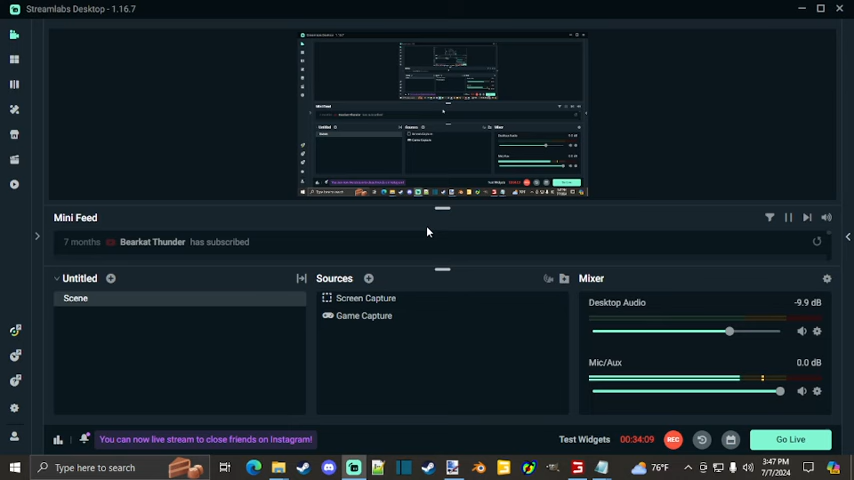 Streamlabs Desktop - 1.16.7
Mini Feed
7 months Bearkat Thunder has subscribed
Untitled
Scene
Sources
Screen Capture
Game Capture
Mixer
Desktop Audio -9.9 dB
Mic/Aux 0.0 dB
You can now live stream to close friends on Instagram!
Test Widgets 00:34:09 REC Go Live
Type here to search
76°F
3:47 PM
7/7/2024